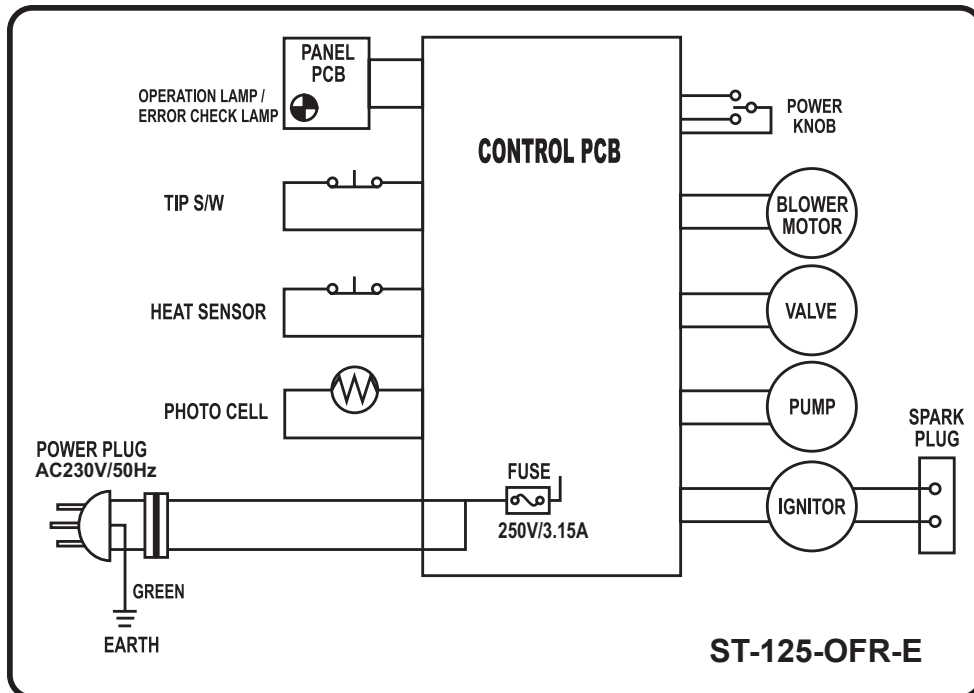 PANEL
PCB
OPERATION LAMP /
ERROR CHECK LAMP
CONTROL PCB
POWER
KNOB
TIP S/W
BLOWER
MOTOR
HEAT SENSOR
VALVE
PHOTO CELL
PUMP
SPARK
PLUG
POWER PLUG
AC230V/50Hz
FUSE
250V/3.15A
IGNITOR
GREEN
EARTH
ST-125-OFR-E